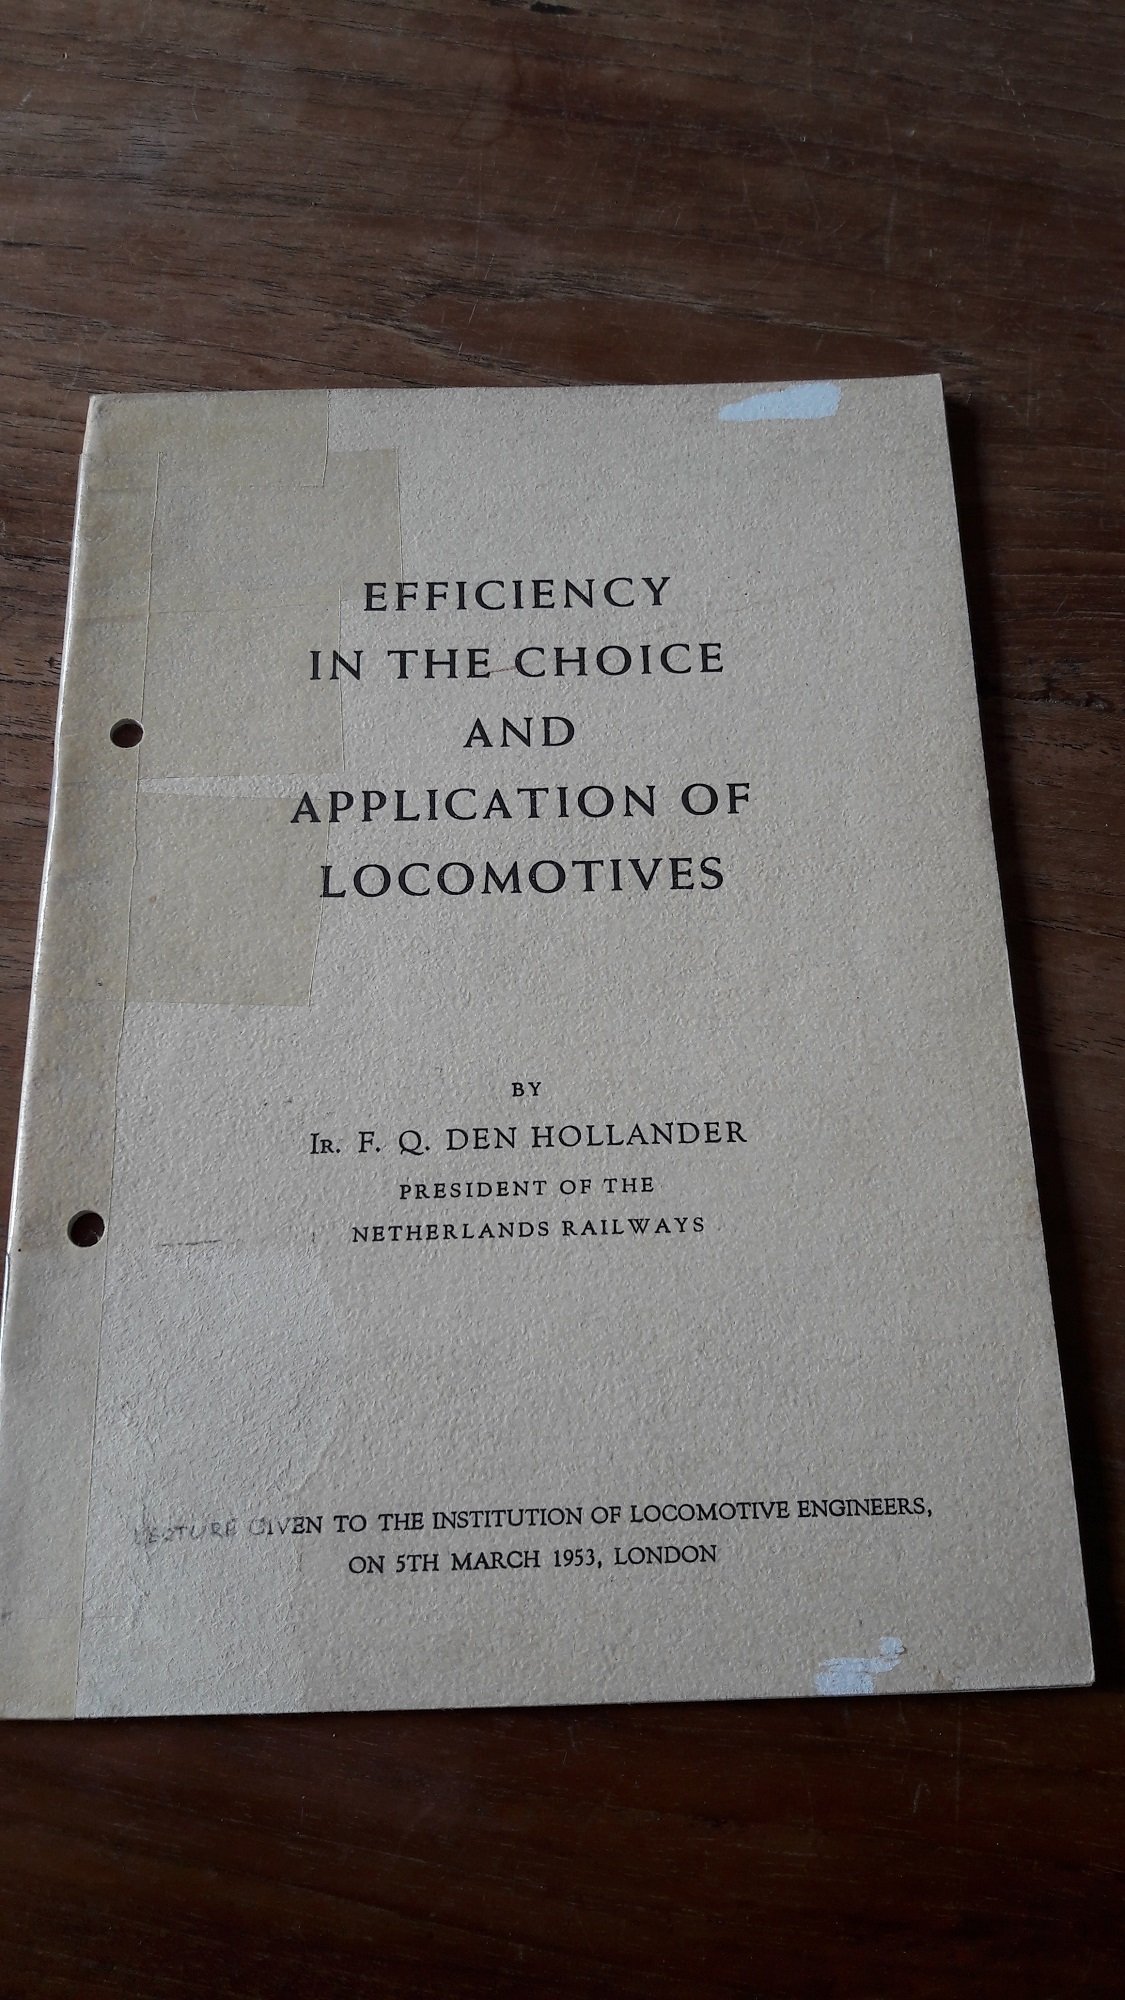 EFFICIENCY
IN THE CHOICE
AND
APPLICATION OF
LOCOMOTIVES
BY
IR. F. Q. DEN HOLLANDER
PRESIDENT OF THE
NETHERLANDS RAILWAYS
LECTURE GIVEN TO THE INSTITUTION OF LOCOMOTIVE ENGINEERS,
ON 5TH MARCH 1953, LONDON